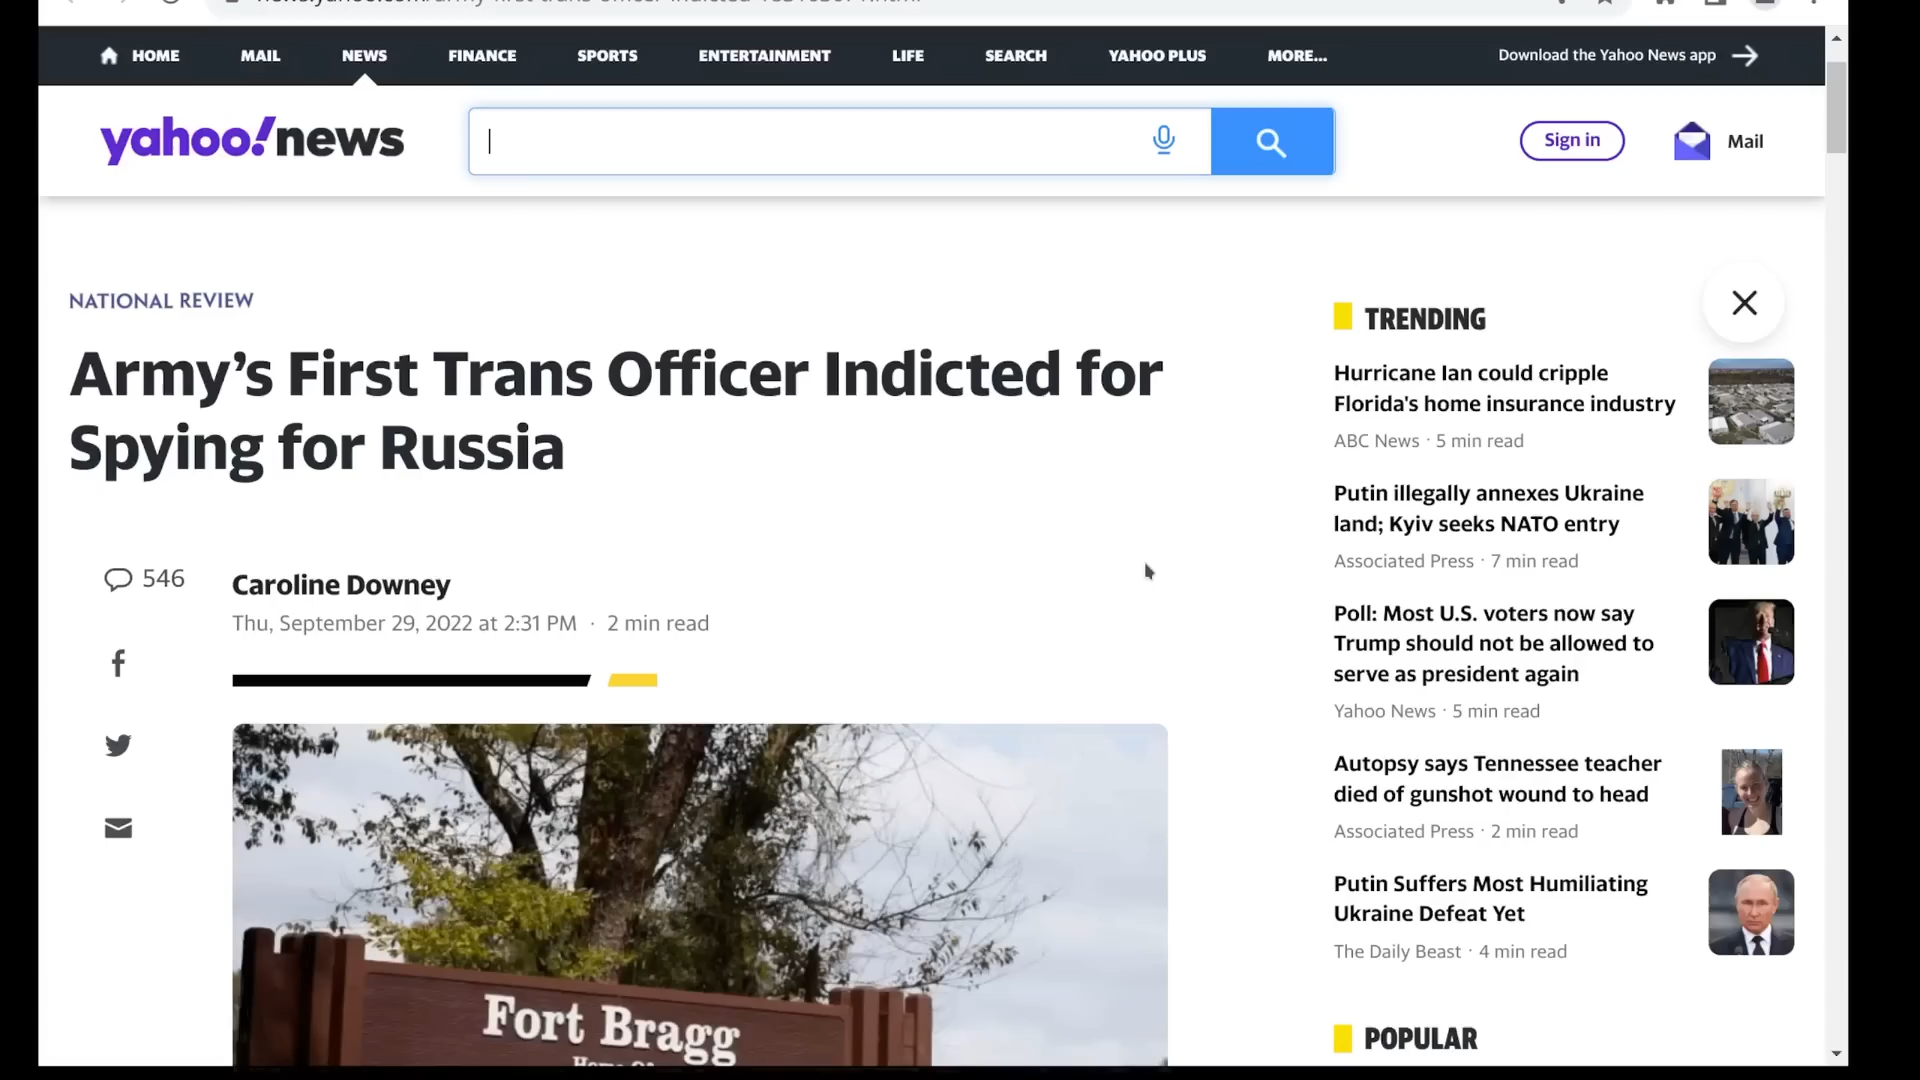 HOME MAIL NEWS FINANCE SPORTS ENTERTAINMENT LIFE SEARCH YAHOO PLUS MORE... Download the Yahoo News app
yahoo!news
Sign in
Mail
NATIONAL REVIEW
Army's First Trans Officer Indicted for
Spying for Russia
546
Caroline Downey
Thu, September 29, 2022 at 2:31 PM · 2 min read
Fort Bragg
TRENDING
Hurricane Ian could cripple
Florida's home insurance industry
ABC News · 5 min read
Putin illegally annexes Ukraine
land; Kyiv seeks NATO entry
Associated Press · 7 min read
Poll: Most U.S. voters now say
Trump should not be allowed to
serve as president again
Yahoo News · 5 min read
Autopsy says Tennessee teacher
died of gunshot wound to head
Associated Press · 2 min read
Putin Suffers Most Humiliating
Ukraine Defeat Yet
The Daily Beast · 4 min read
POPULAR